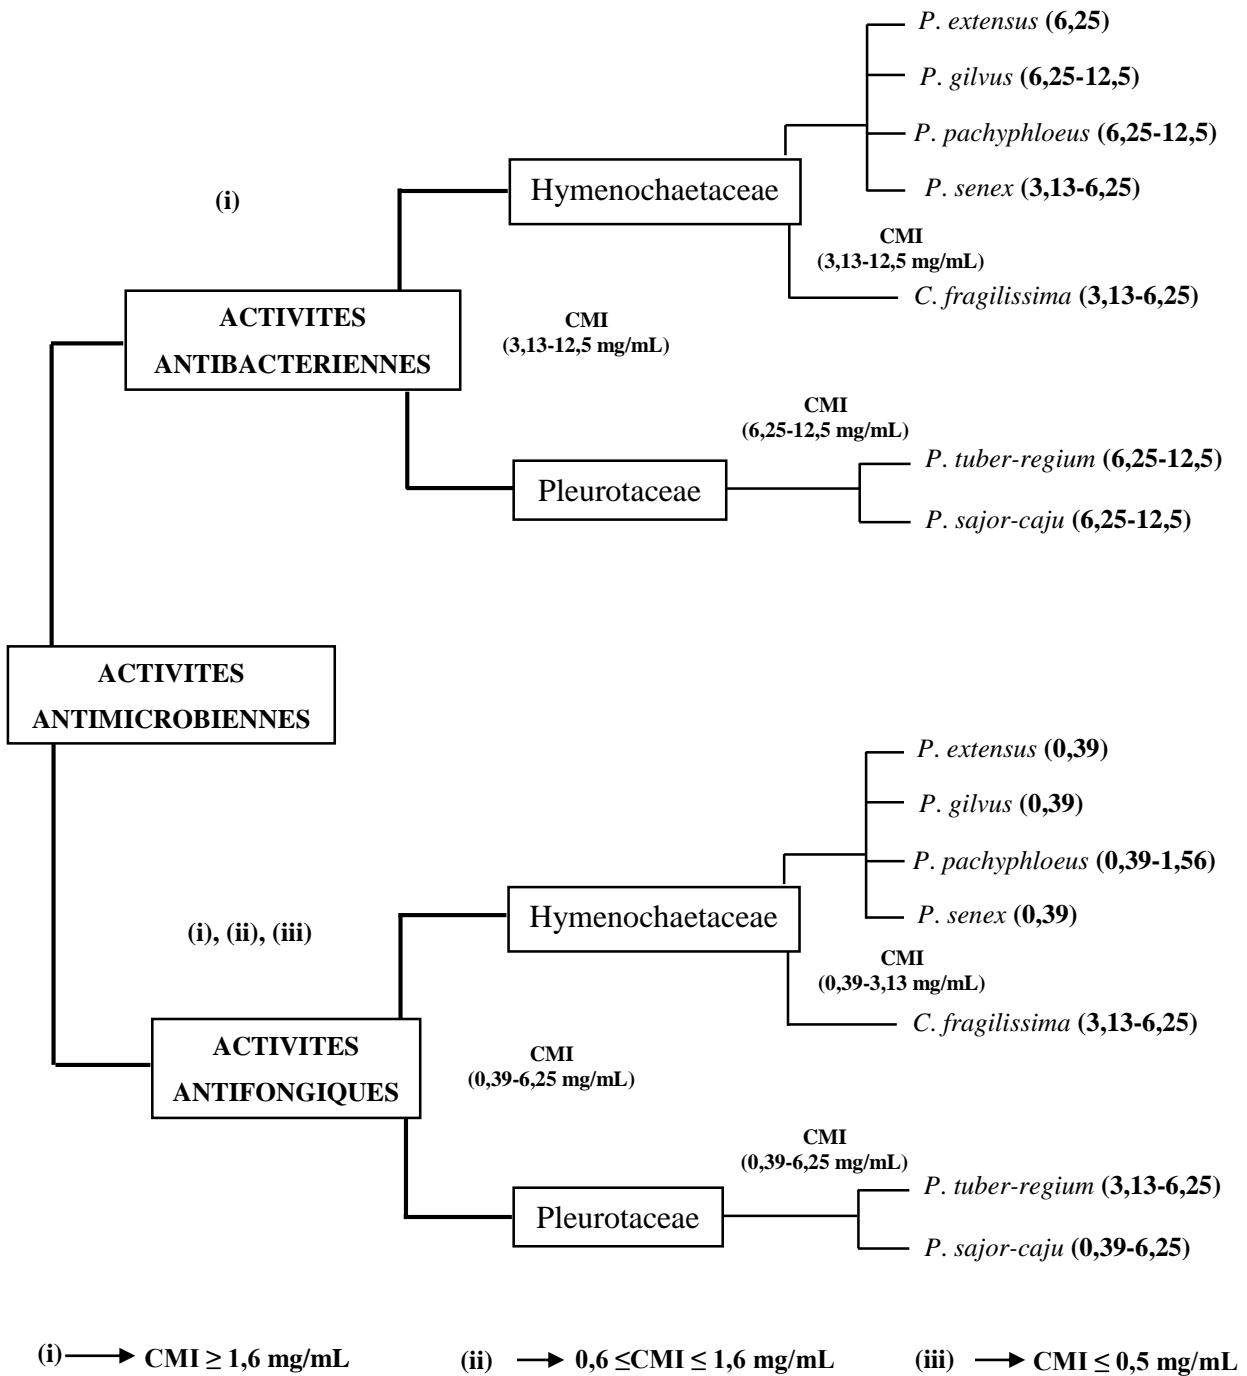 P. extensus (6,25)
P. gilvus (6,25-12,5)
P. pachyphloeus (6,25-12,5)
P. senex (3,13-6,25)
(i)
Hymenochaetaceae
CMI
(3,13-12,5 mg/mL)
C. fragilissima (3,13-6,25)
ACTIVITES
ANTIBACTERIENNES
CMI
(3,13-12,5 mg/mL)
CMI
(6,25-12,5 mg/mL)
P. tuber-regium (6,25-12,5)
Pleurotaceae
P. sajor-caju (6,25-12,5)
ACTIVITES
ANTIMICROBIENNES
P. extensus (0,39)
P. gilvus (0,39)
P. pachyphloeus (0,39-1,56)
P. senex (0,39)
(i), (ii), (iii)
Hymenochaetaceae
CMI
(0,39-3,13 mg/mL)
C. fragilissima (3,13-6,25)
ACTIVITES
ANTIFONGIQUES
CMI
(0,39-6,25 mg/mL)
CMI
(0,39-6,25 mg/mL)
P. tuber-regium (3,13-6,25)
Pleurotaceae
P. sajor-caju (0,39-6,25)
(i) → CMI ≥ 1,6 mg/mL (ii) → 0,6 ≤CMI ≤ 1,6 mg/mL (iii) → CMI ≤ 0,5 mg/mL